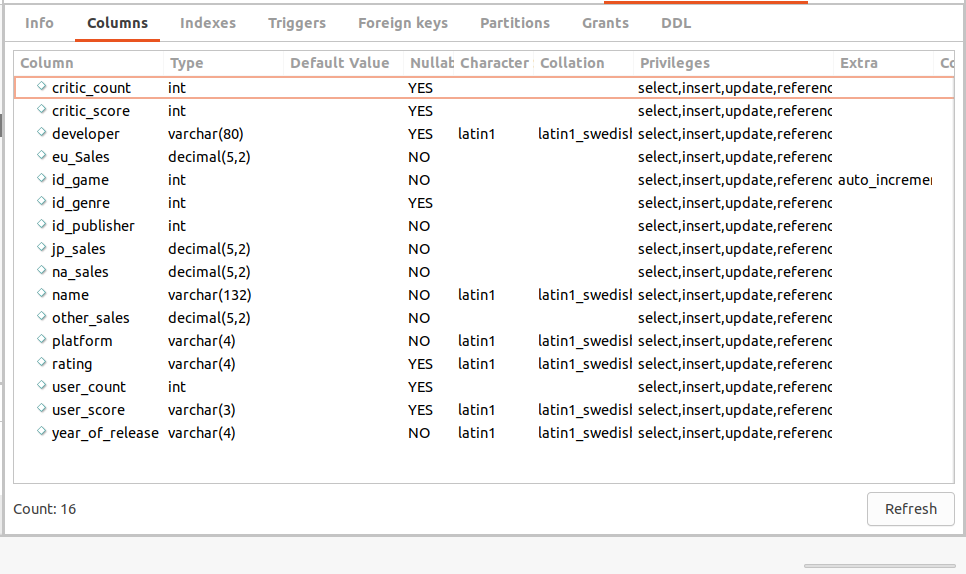 Info Columns Indexes Triggers Foreign keys Partitions Grants Table DDL
Column Type Default Value Nullab Character Collation Privileges Extra Co
critic_count int YES select,insert,update,referenc
critic_score int YES select,insert,update,referenc
developer varchar(80) YES latin1 latin1_swedish select,insert,update,referenc
eu_Sales decimal(5,2) NO select,insert,update,referenc
id_game int NO select,insert,update,referenc auto_incremen
id_genre int YES select,insert,update,referenc
id_publisher int NO select,insert,update,referenc
jp_sales decimal(5,2) NO select,insert,update,referenc
na_sales decimal(5,2) NO select,insert,update,referenc
name varchar(132) NO latin1 latin1_swedish select,insert,update,referenc
other_sales decimal(5,2) NO select,insert,update,referenc
platform varchar(4) NO latin1 latin1_swedish select,insert,update,referenc
rating varchar(4) YES latin1 latin1_swedish select,insert,update,referenc
user_count int YES select,insert,update,referenc
user_score varchar(3) YES latin1 latin1_swedish select,insert,update,referenc
year_of_release varchar(4) NO latin1 latin1_swedish select,insert,update,referenc
Count: 16 Refresh